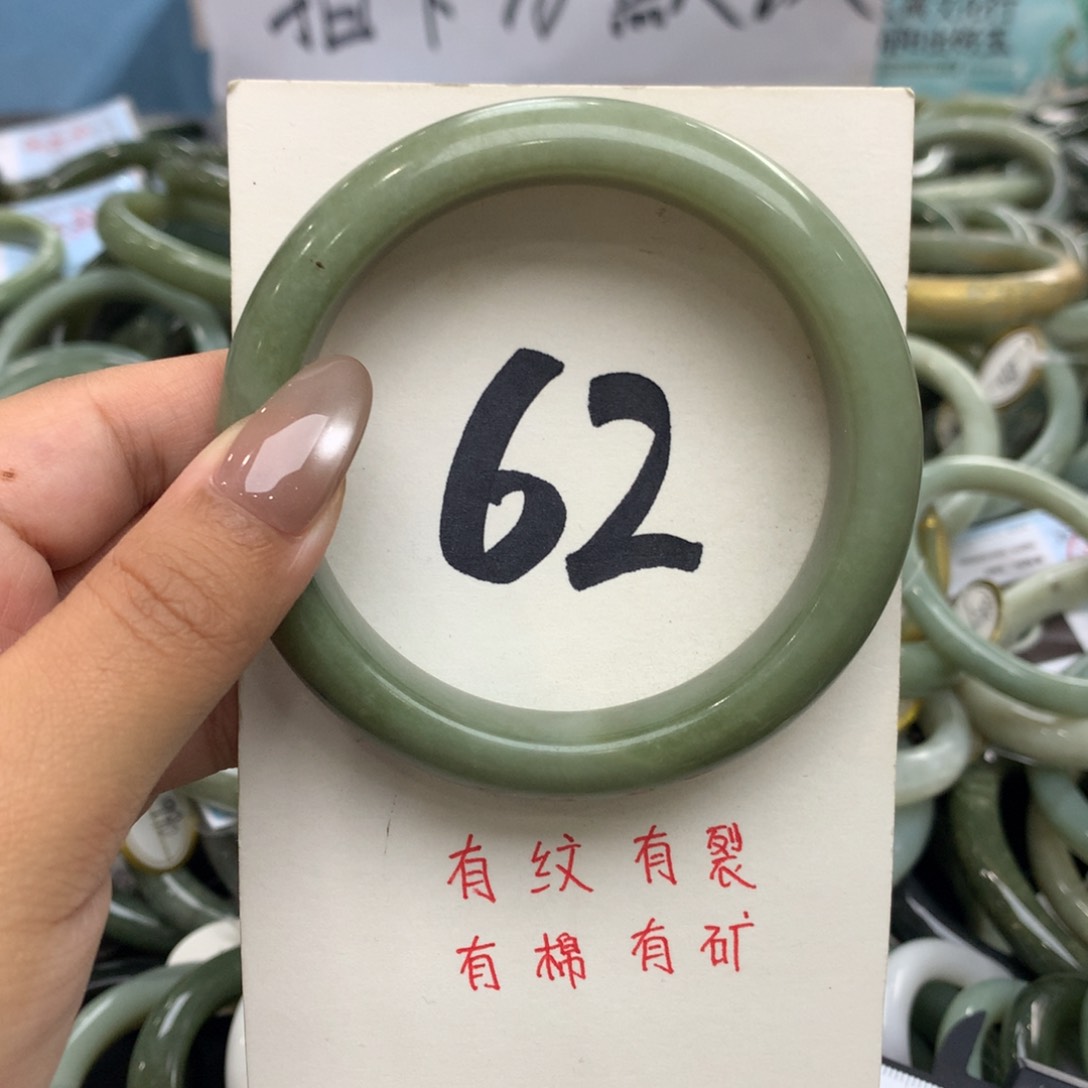 62
有纹 有裂
有棉 有矿